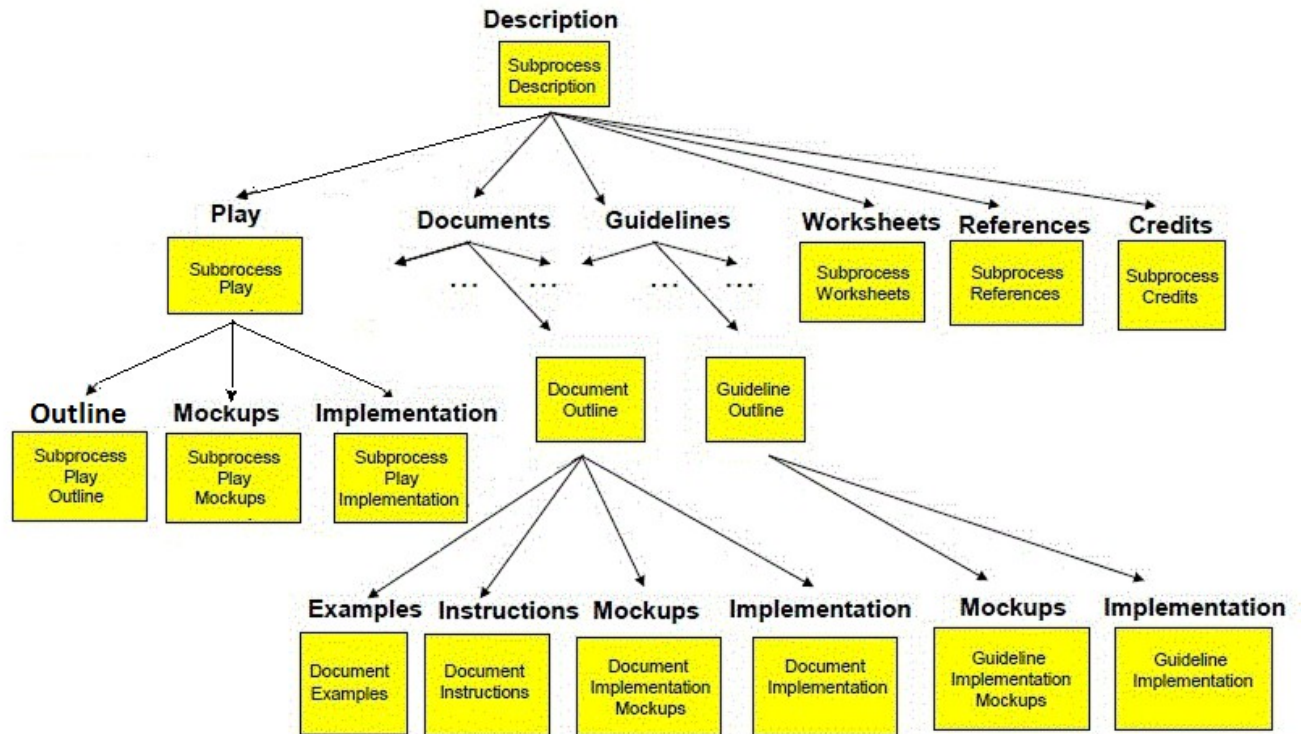 Description
Subprocess
Description
Play
Documents
Guidelines
Worksheets
References
Credits
Subrocess
Play
...
...
...
...
Subprocess
Worksheets
Subprocess
References
Subprocess
Credits
Document
Outline
Guideline
Outline
Outline
Mockups
Implementation
Subprocess
Play
Outline
Subprocess
Play
Mockups
Subprocess
Play
Implementation
Examples
Instructions
Mockups
Implementation
Mockups
Implementation
Document
Examples
Document
Instructions
Document
Implementation
Mockups
Document
Implementation
Guideline
Implementation
Mockups
Guideline
Implementation